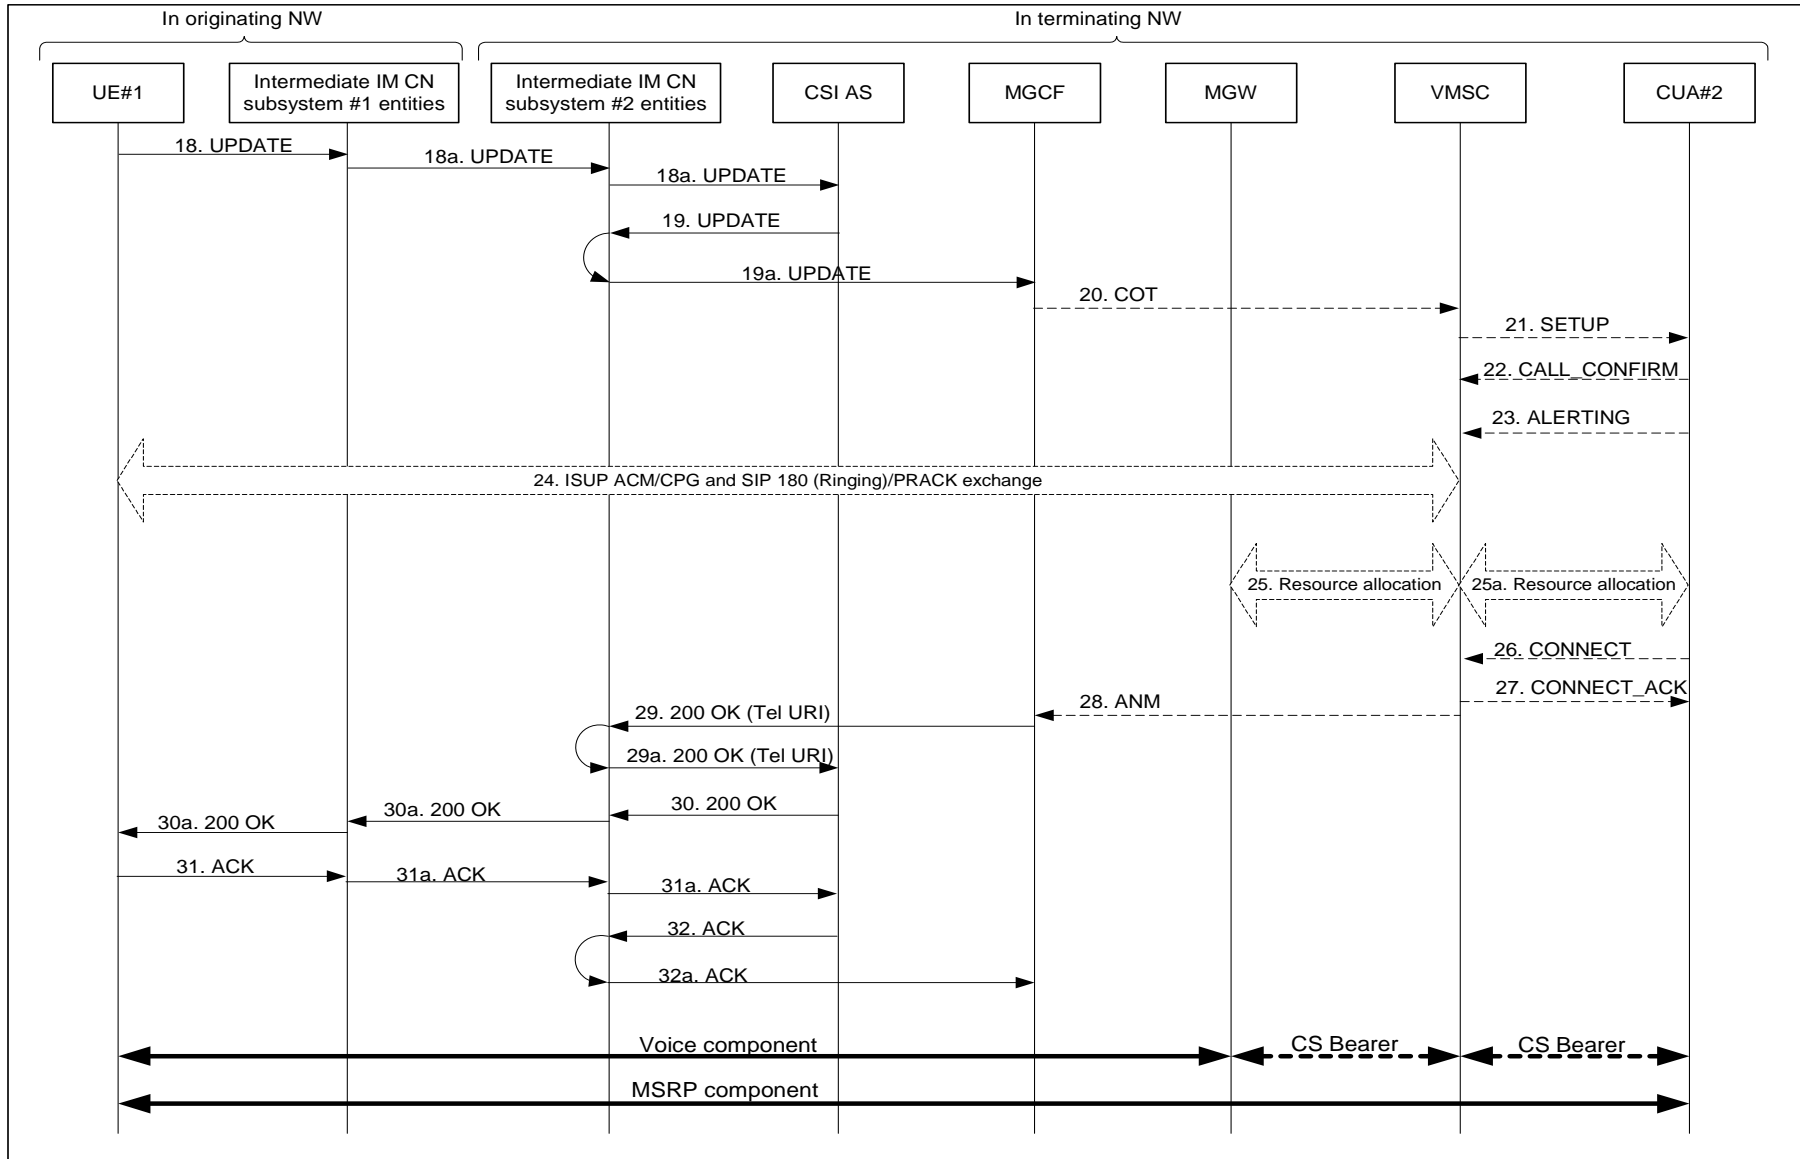 In originating NW
In terminating NW
UE#1
Intermediate IM CN
subsystem #1 entities
Intermediate IM CN
subsystem #2 entities
CSI AS
MGCF
MGW
VMSC
CUA#2
18. UPDATE
18a. UPDATE
18a. UPDATE
19. UPDATE
19a. UPDATE
20. COT
21. SETUP
22. CALL_CONFIRM
23. ALERTING
24. ISUP ACM/CPG and SIP 180 (Ringing)/PRACK exchange
25. Resource allocation
25a. Resource allocation
26. CONNECT
27. CONNECT_ACK
28. ANM
29. 200 OK (Tel URI)
29a. 200 OK (Tel URI)
30. 200 OK
30a. 200 OK
30a. 200 OK
31. ACK
31a. ACK
31a. ACK
32. ACK
32a. ACK
Voice component
CS Bearer
CS Bearer
MSRP component